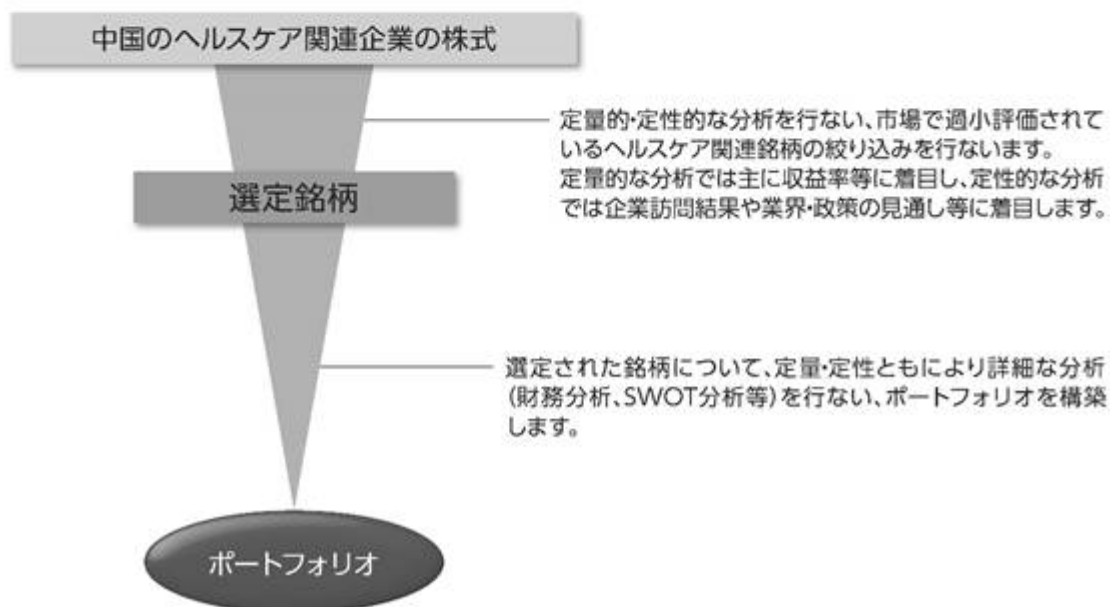 中国のヘルスケア関連企業の株式
定量的・定性的な分析を行ない、市場で過小評価されて
いるヘルスケア関連銘柄の絞り込みを行ないます。
定量的な分析では主に収益率等に着目し、定性的な分析
では企業訪問結果や業界・政策の見通し等に着目します。
選定銘柄
選定された銘柄について、定量・定性ともにより詳細な分析
(財務分析、SWOT分析等)を行ない、ポートフォリオを構築
します。
ポートフォリオ